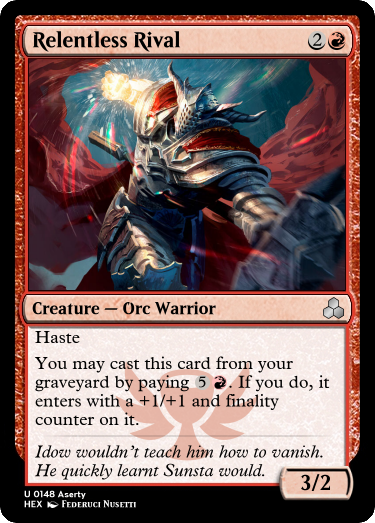 Relentless Rival 2
Creature — Orc Warrior
Haste
You may cast this card from your
graveyard by paying 5 . If you do, it
enters with a +1/+1 and finality
counter on it.
Idow wouldn't teach him how to vanish.
He quickly learnt Sunsta would.
3/2
U 0148 Aserty
HEX Federuci Nusetti